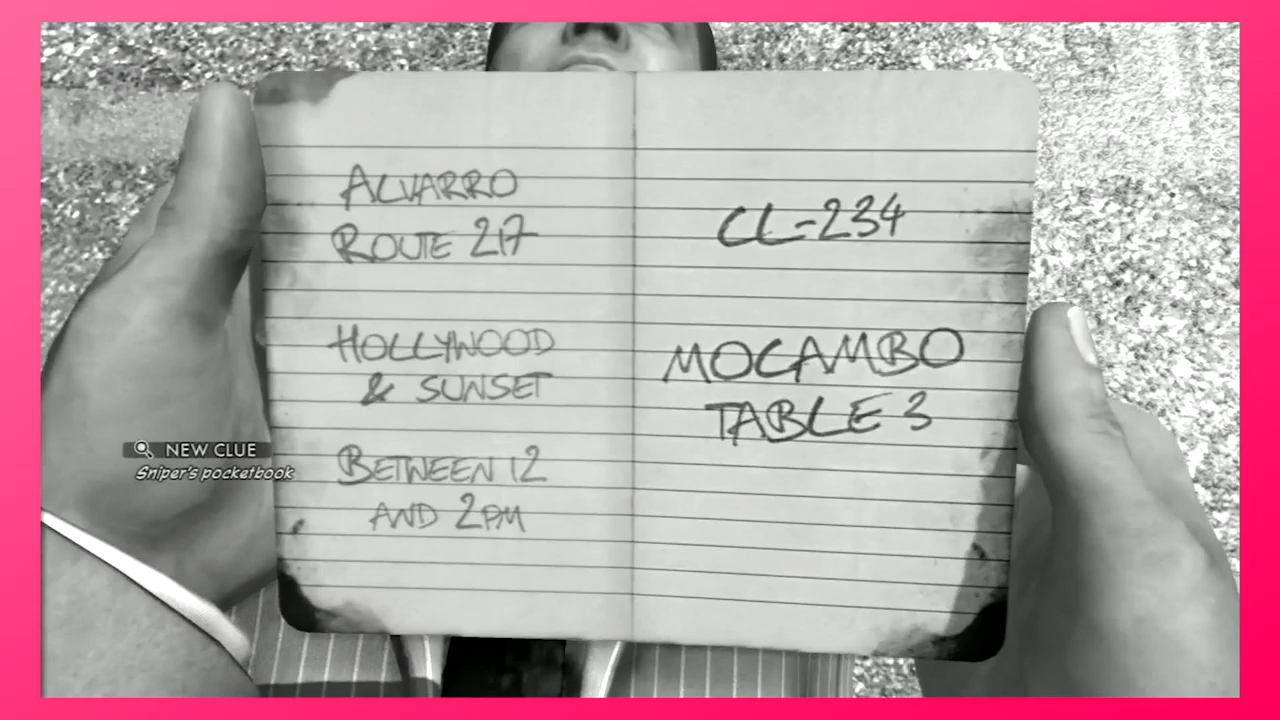 ALVARRO
ROUTE 217
HOLLYWOOD
& SUNSET
BETWEEN 12
AND 2PM
CL-234
MOCAMBO
TABLE 3
NEW CLUE
Sniper's pocketbook